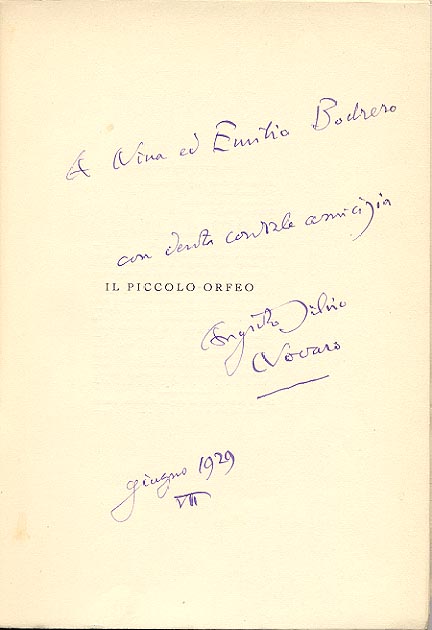 A Nina ed Emilio Bodrero
con devota cordiale amicizia
IL PICCOLO ORFEO
Angiolo Silvio
Novaro
giugno 1929
VII